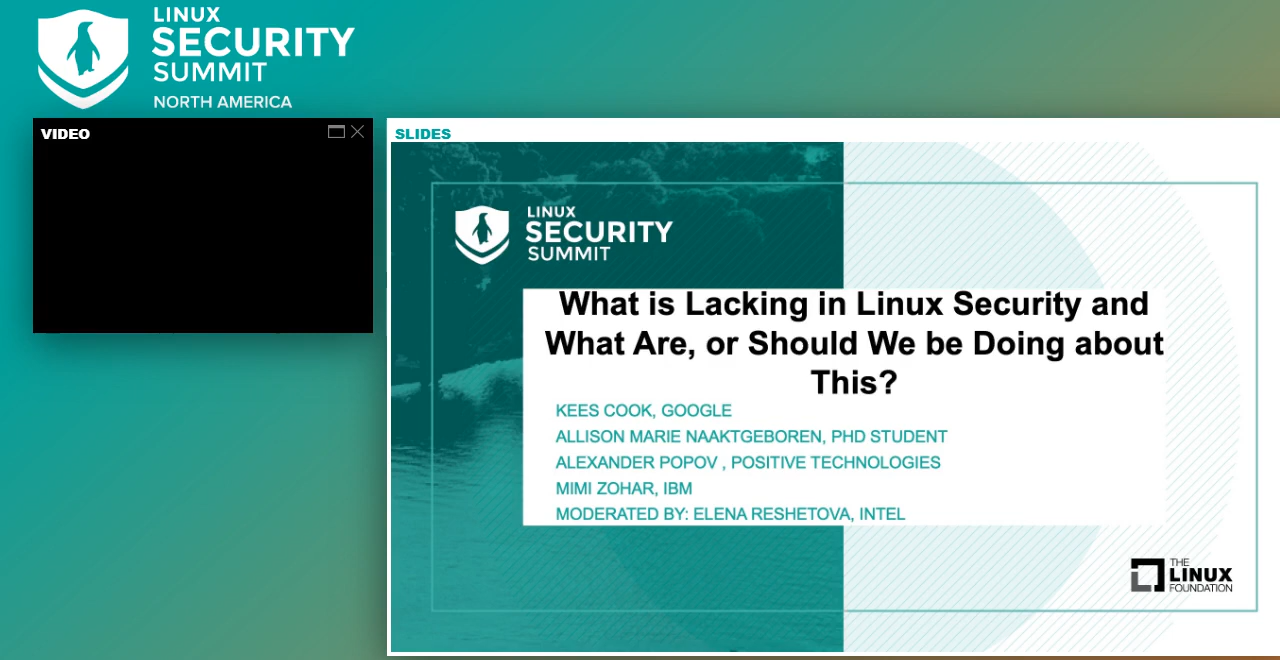 LINUX
SECURITY
SUMMIT
NORTH AMERICA
VIDEO
SLIDES
LINUX
SECURITY
SUMMIT
What is Lacking in Linux Security and
What Are, or Should We be Doing about
This?
KEES COOK, GOOGLE
ALLISON MARIE NAAKTGEBOREN, PHD STUDENT
ALEXANDER POPOV , POSITIVE TECHNOLOGIES
MIMI ZOHAR, IBM
MODERATED BY: ELENA RESHETOVA, INTEL
THE
LINUX
FOUNDATION